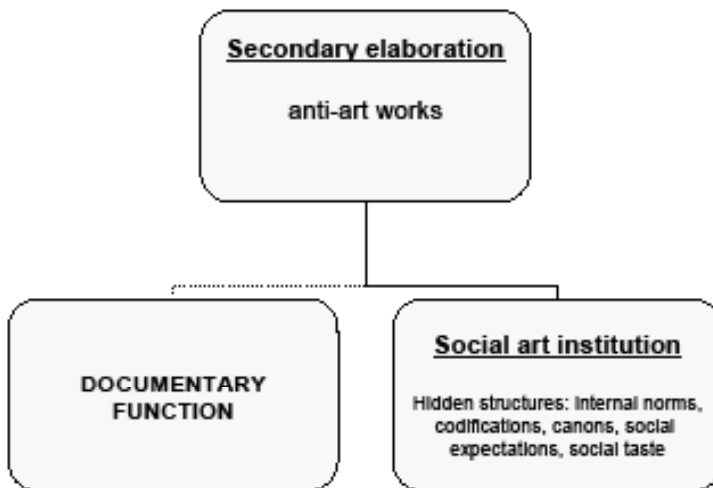 Secondary elaboration
anti-art works
DOCUMENTARY
FUNCTION
Social art institution
Hidden structures: Internal norms,
codifications, canons, social
expectations, social taste